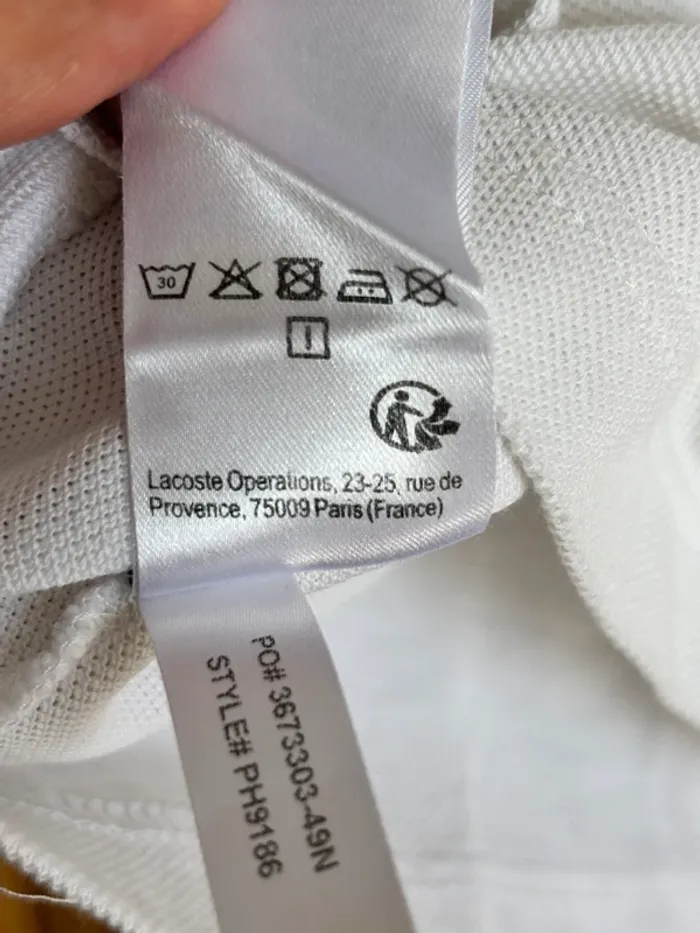 30
Lacoste Operations, 23-25, rue de
Provence, 75009 Paris (France)
PO# 3673303-49N
STYLE# PH9186